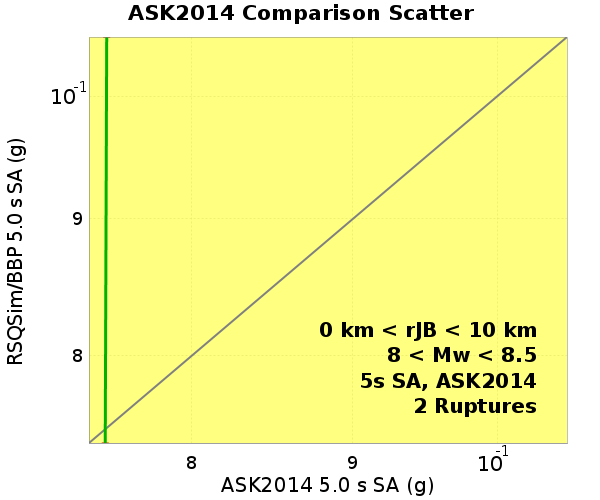 ASK2014 Comparison Scatter
RSQSim/BBP 5.0 s SA (g)
10-1
9
8
0 km < rJB < 10 km
8 < Mw < 8.5
5s SA, ASK2014
2 Ruptures
8 9 10-1
ASK2014 5.0 s SA (g)